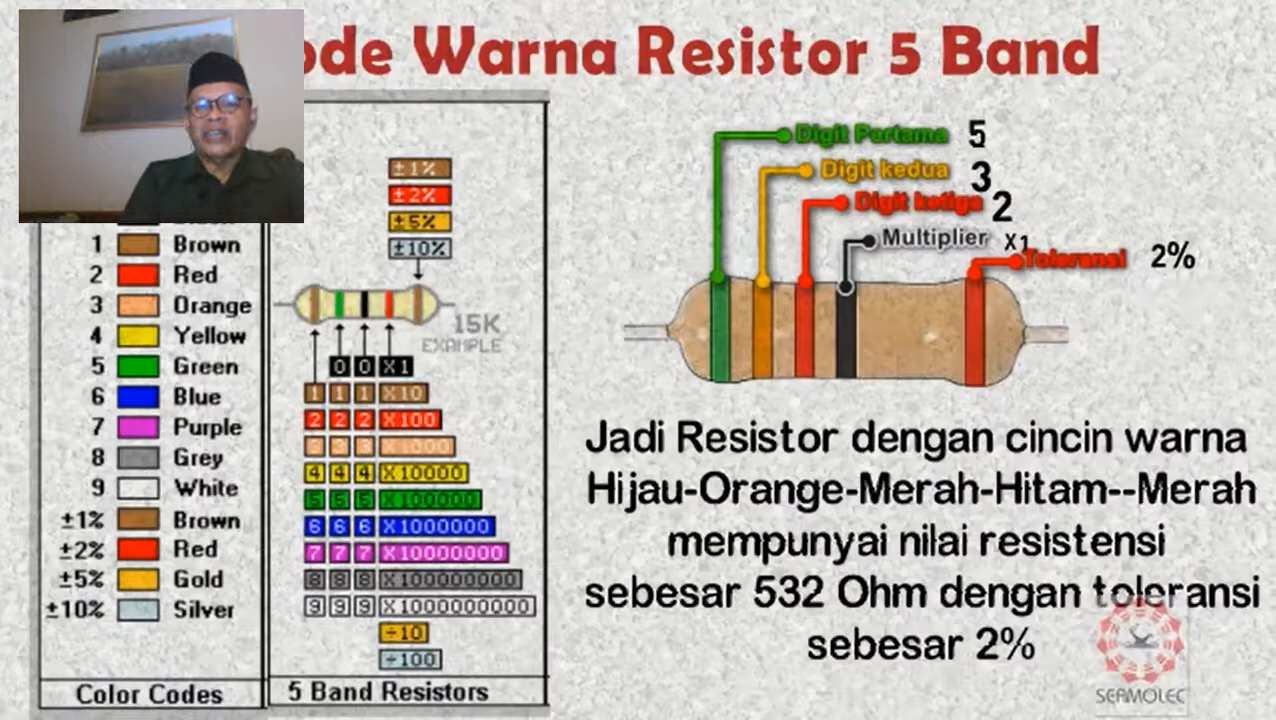 ode Warna Resistor 5 Band
1 Brown
2 Red
3 Orange
4 Yellow
5 Green
6 Blue
7 Purple
8 Grey
9 White
±1% Brown
±2% Red
±5% Gold
±10% Silver
Color Codes
±1%
±2%
±5%
±10%
15K
EXAMPLE
0 0 X1
1 1 1 X10
2 2 2 X100
3 3 3 X1000
4 4 4 X10000
5 5 5 X100000
6 6 6 X1000000
7 7 7 X10000000
8 8 8 X100000000
9 9 9 X1000000000
÷10
÷100
5 Band Resistors
Digit Pertama 5
Digit kedua 3
Digit ketiga 2
Multiplier X1
Toleransi 2%
Jadi Resistor dengan cincin warna
Hijau-Orange-Merah-Hitam--Merah
mempunyai nilai resistensi
sebesar 532 Ohm dengan toleransi
sebesar 2%
SEAMOLEC